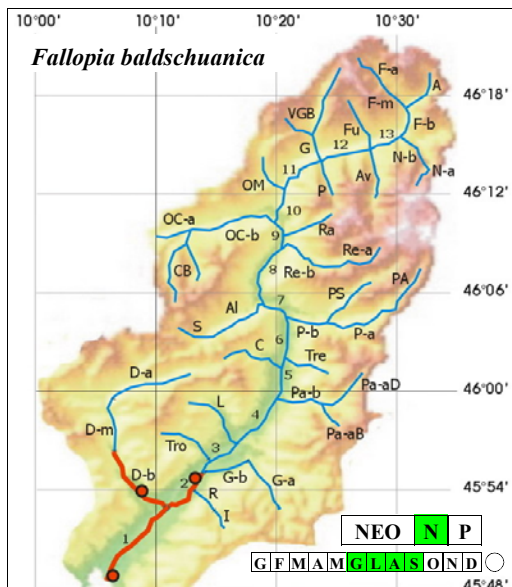 10°00' 10°10' 10°20' 10°30'
Fallopia baldschuanica
F-a
A
46°18'
F-m
VGB
F-b
Fu
13
12
G
N-b
11
N-a
Av
OM
P
46°12'
10
OC-a
Ra
OC-b
9
Re-a
CB
8
Re-b
PA
46°06'
PS
7
Al
S
P-b
P-a
6
C
Tre
D-a
5
Pa-aD
46°00'
Pa-b
L
4
D-m
Pa-aB
Tro
3
D-b
G-b
G-a
2
R
45°54'
I
1
NEO N P
G F M A M G L A S O N D
45°48'